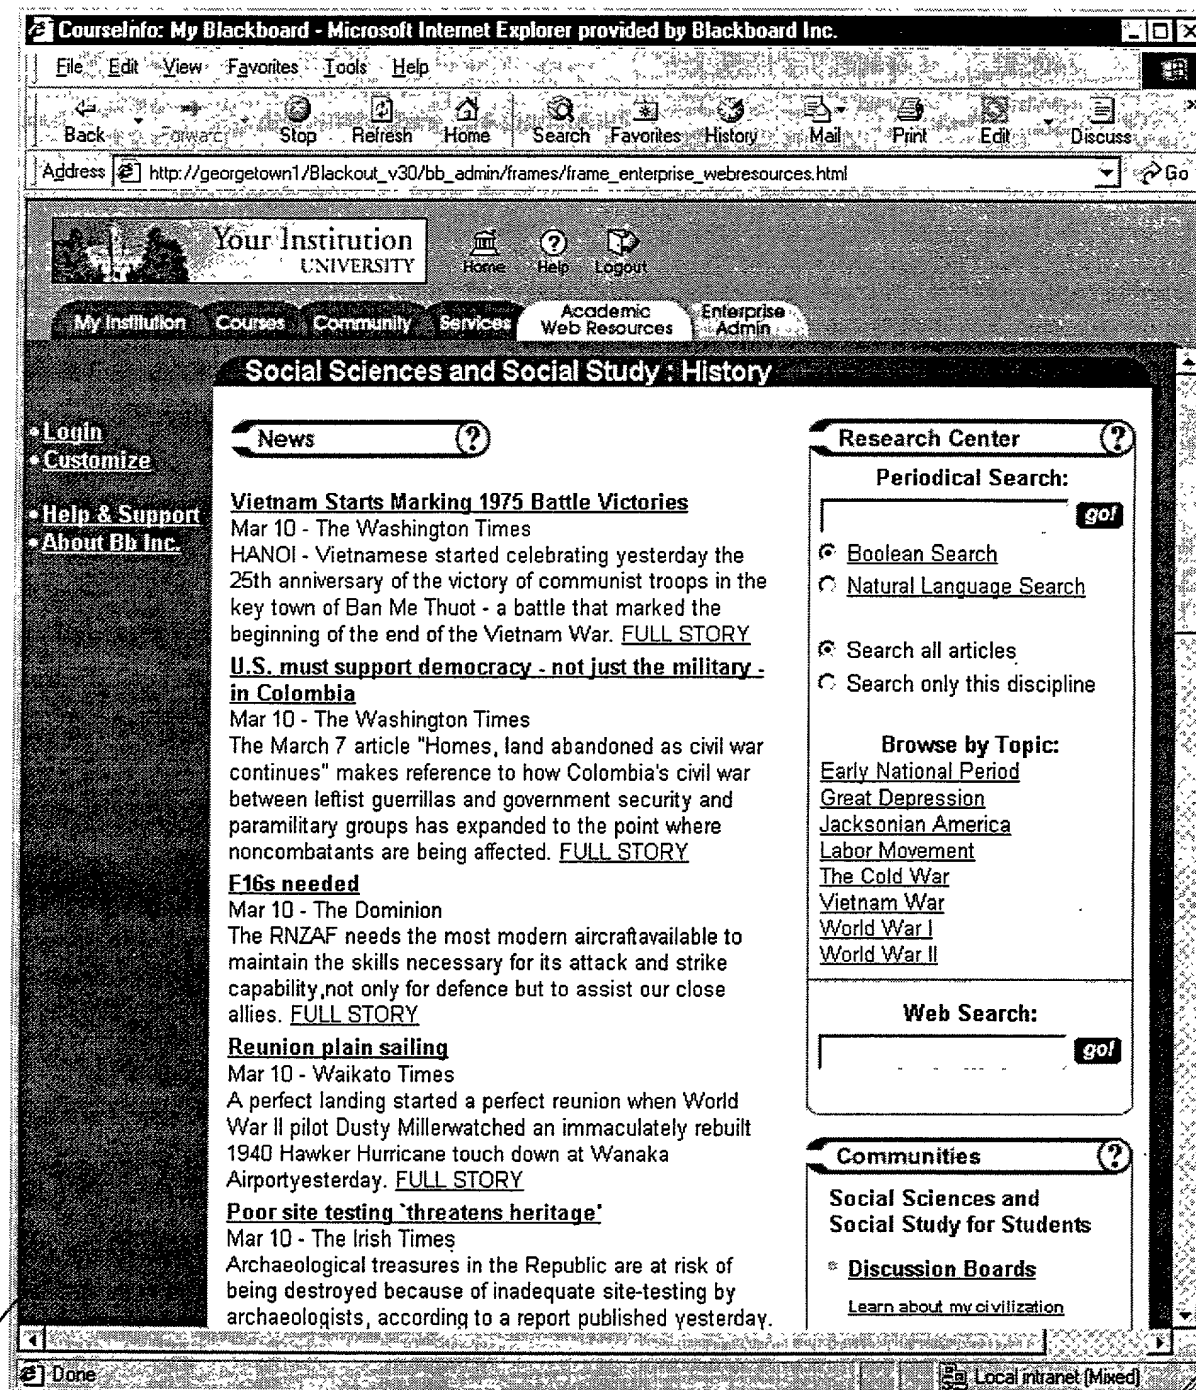 CourseInfo: My Blackboard - Microsoft Internet Explorer provided by Blackboard Inc.
File Edit View Favorites Tools Help
Back Forward Stop Refresh Home Search Favorites History Mail Print Edit Discuss
Address http://georgetown1/Blackout_v30/bb_admin/frames/frame_enterprise_webresources.html Go
Your Institution
UNIVERSITY
Home Help Logout
My Institution Courses Community Services Academic Web Resources Enterprise Admin
Social Sciences and Social Study : History
Login
Customize
Help & Support
About Bb Inc.
News ?
Vietnam Starts Marking 1975 Battle Victories
Mar 10 - The Washington Times
HANOI - Vietnamese started celebrating yesterday the
25th anniversary of the victory of communist troops in the
key town of Ban Me Thuot - a battle that marked the
beginning of the end of the Vietnam War. FULL STORY
U.S. must support democracy - not just the military -
in Colombia
Mar 10 - The Washington Times
The March 7 article "Homes, land abandoned as civil war
continues" makes reference to how Colombia's civil war
between leftist guerrillas and government security and
paramilitary groups has expanded to the point where
noncombatants are being affected. FULL STORY
F16s needed
Mar 10 - The Dominion
The RNZAF needs the most modern aircraftavailable to
maintain the skills necessary for its attack and strike
capability,not only for defence but to assist our close
allies. FULL STORY
Reunion plain sailing
Mar 10 - Waikato Times
A perfect landing started a perfect reunion when World
War II pilot Dusty Millerwatched an immaculately rebuilt
1940 Hawker Hurricane touch down at Wanaka
Airportyesterday. FULL STORY
Poor site testing `threatens heritage'
Mar 10 - The Irish Times
Archaeological treasures in the Republic are at risk of
being destroyed because of inadequate site-testing by
archaeologists, according to a report published yesterday.
Research Center ?
Periodical Search:
go!
Boolean Search
Natural Language Search
Search all articles
Search only this discipline
Browse by Topic:
Early National Period
Great Depression
Jacksonian America
Labor Movement
The Cold War
Vietnam War
World War I
World War II
Web Search:
go!
Communities ?
Social Sciences and
Social Study for Students
Discussion Boards
Learn about my civilization
Done Local intranet (Mixed)